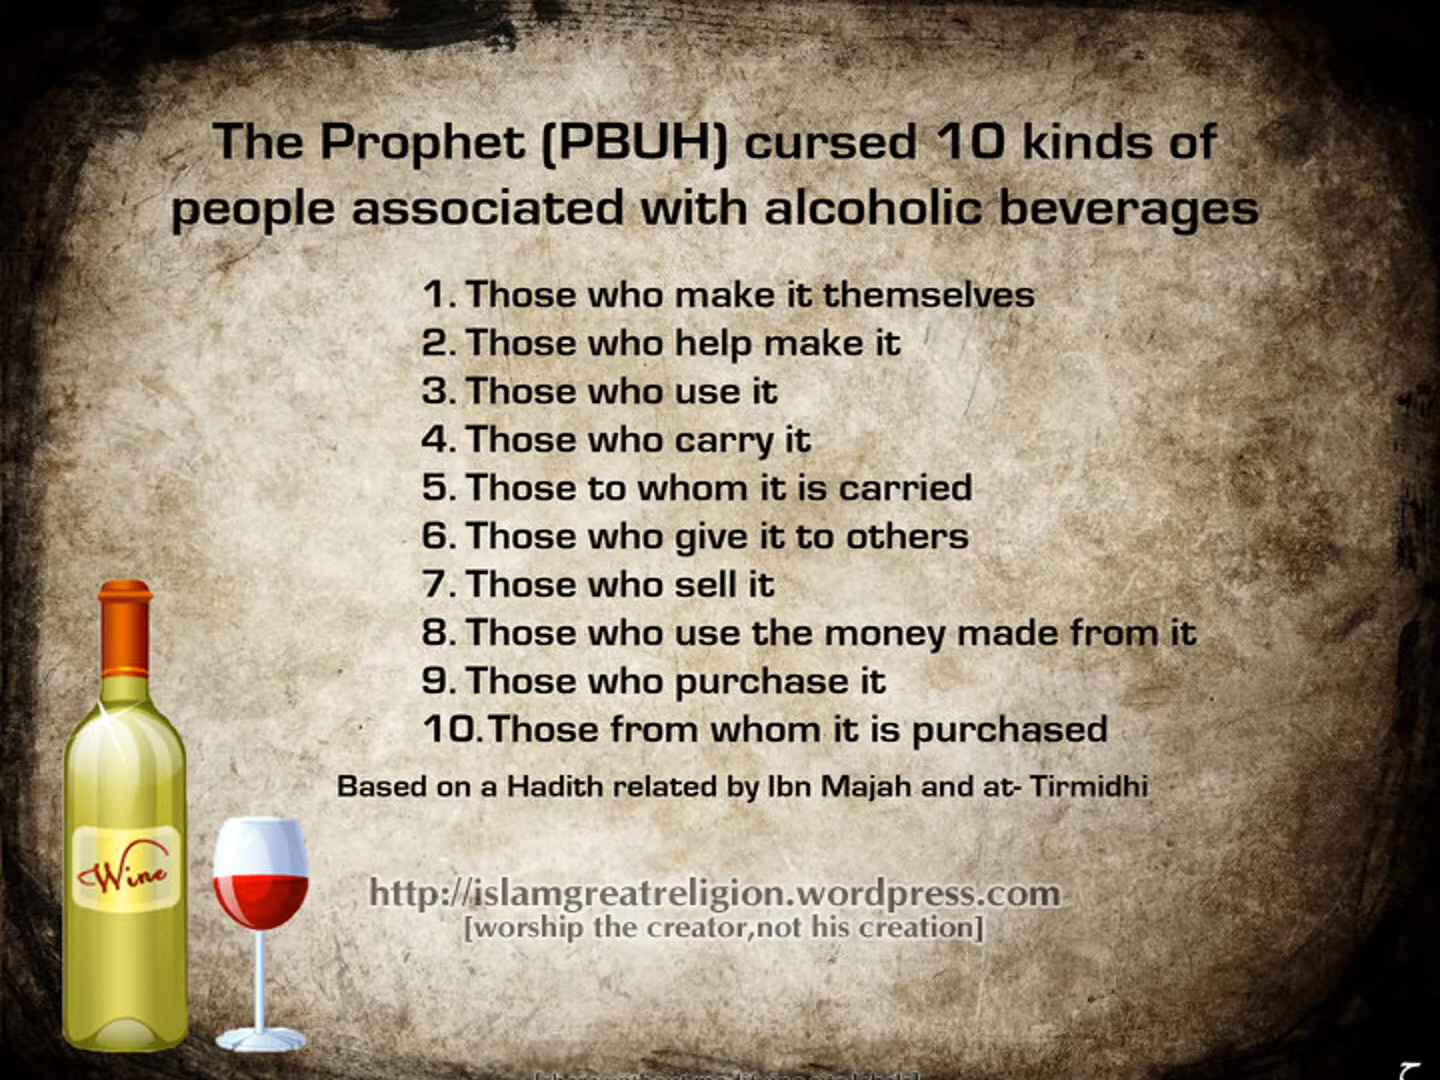 The Prophet (PBUH) cursed 10 kinds of
people associated with alcoholic beverages
1. Those who make it themselves
2. Those who help make it
3. Those who use it
4. Those who carry it
5. Those to whom it is carried
6. Those who give it to others
7. Those who sell it
8. Those who use the money made from it
9. Those who purchase it
10. Those from whom it is purchased
Based on a Hadith related by Ibn Majah and at- Tirmidhi
Wine
http://islamgreatreligion.wordpress.com
[worship the creator,not his creation]